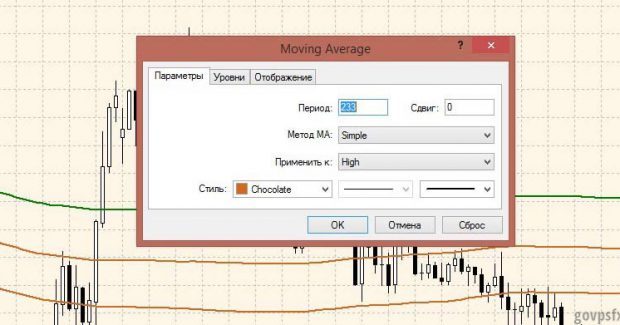 Moving Average
?
Параметры Уровни Отображение
Период: 233 Сдвиг: 0
Метод МА: Simple
Применить к: High
Стиль: Chocolate
OK Отмена Сброс
govpsfx